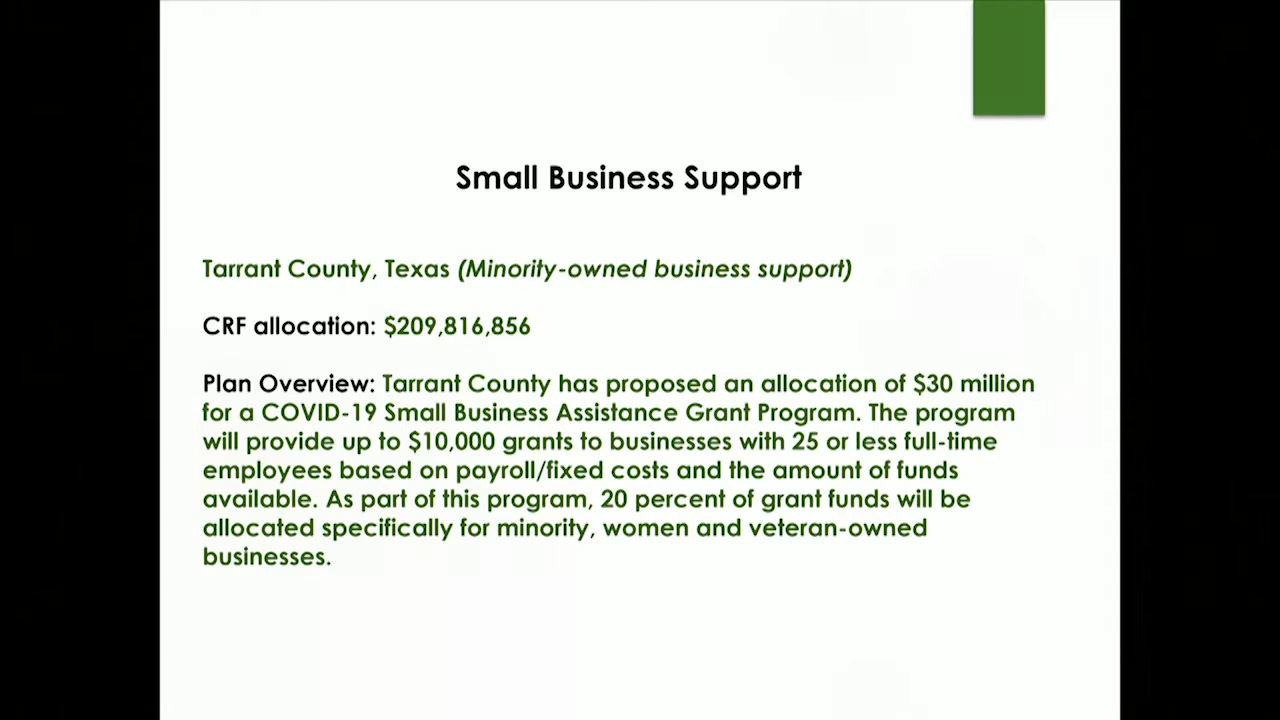 Small Business Support
Tarrant County, Texas (Minority-owned business support)
CRF allocation: $209,816,856
Plan Overview: Tarrant County has proposed an allocation of $30 million
for a COVID-19 Small Business Assistance Grant Program. The program
will provide up to $10,000 grants to businesses with 25 or less full-time
employees based on payroll/fixed costs and the amount of funds
available. As part of this program, 20 percent of grant funds will be
allocated specifically for minority, women and veteran-owned
businesses.